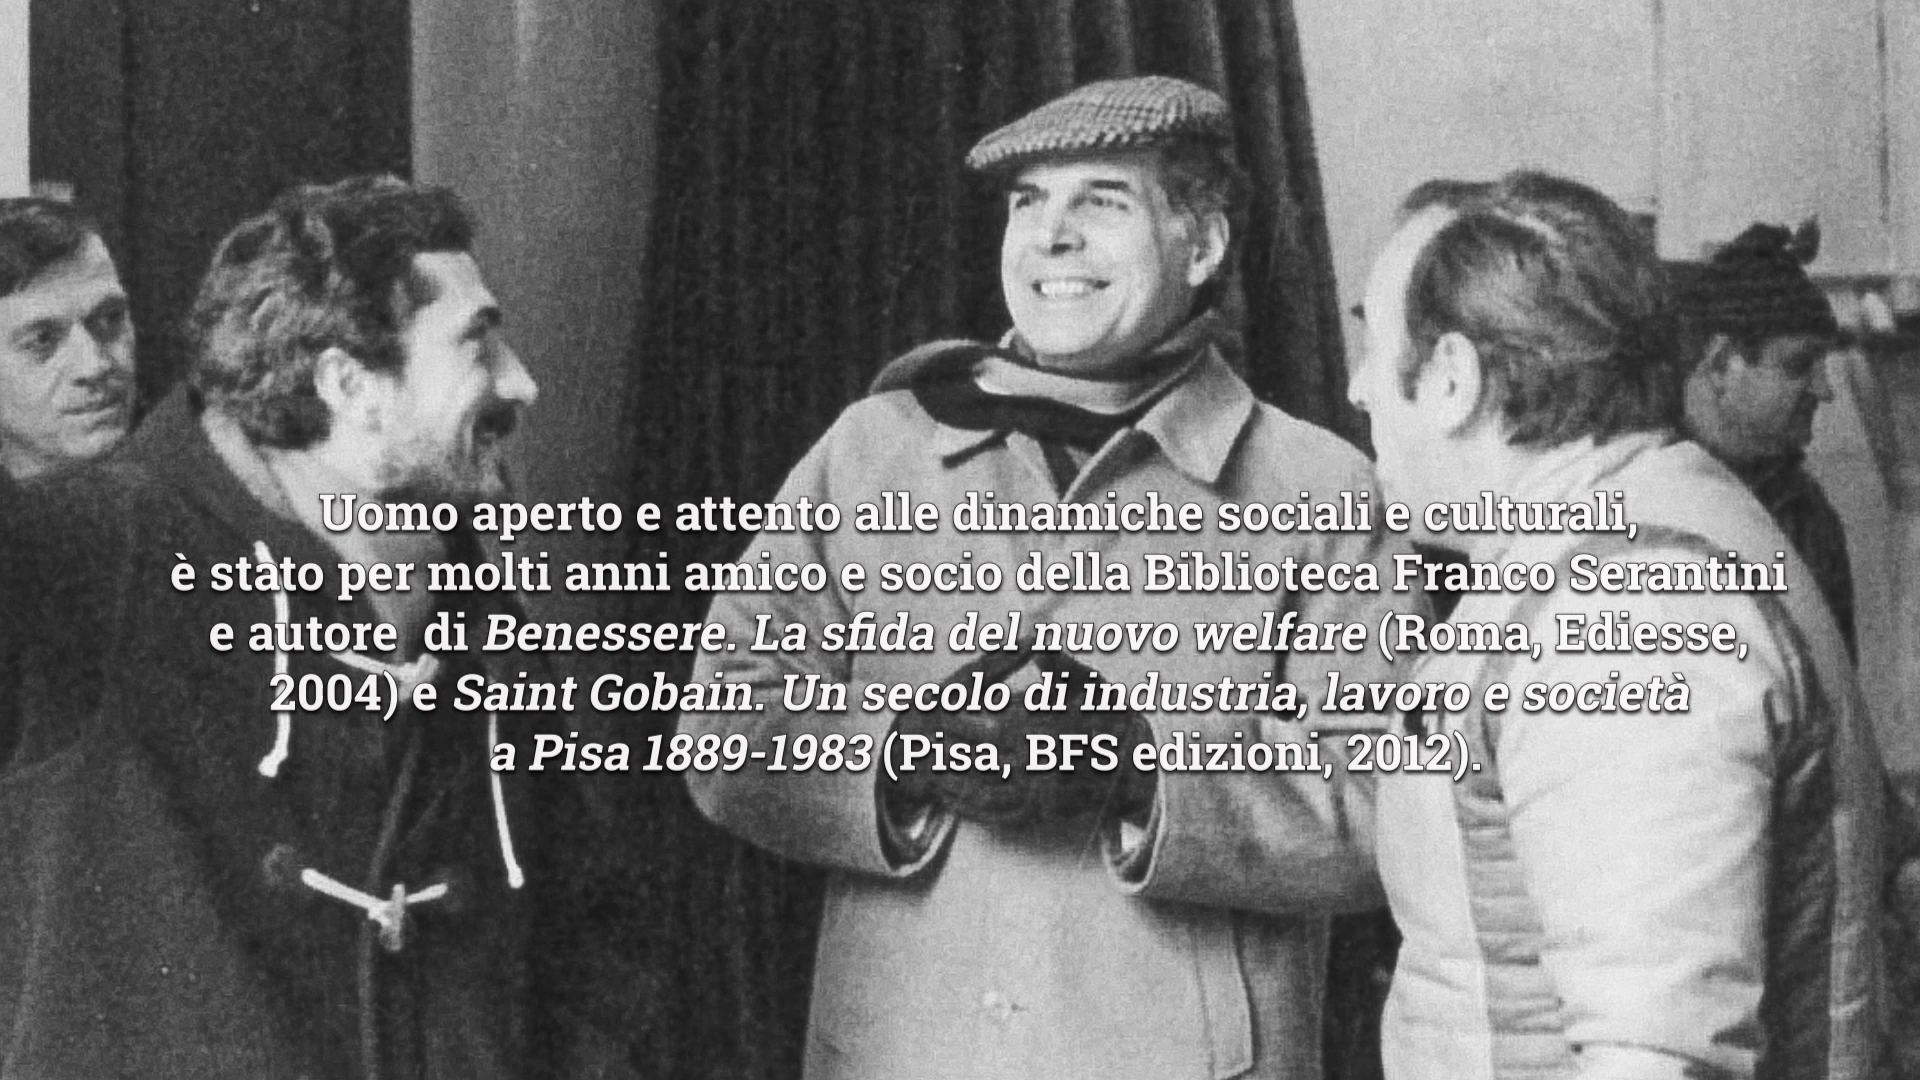 Uomo aperto e attento alle dinamiche sociali e culturali,
è stato per molti anni amico e socio della Biblioteca Franco Serantini
e autore di Benessere. La sfida del nuovo welfare (Roma, Ediesse,
2004) e Saint Gobain. Un secolo di industria, lavoro e società
a Pisa 1889-1983 (Pisa, BFS edizioni, 2012).